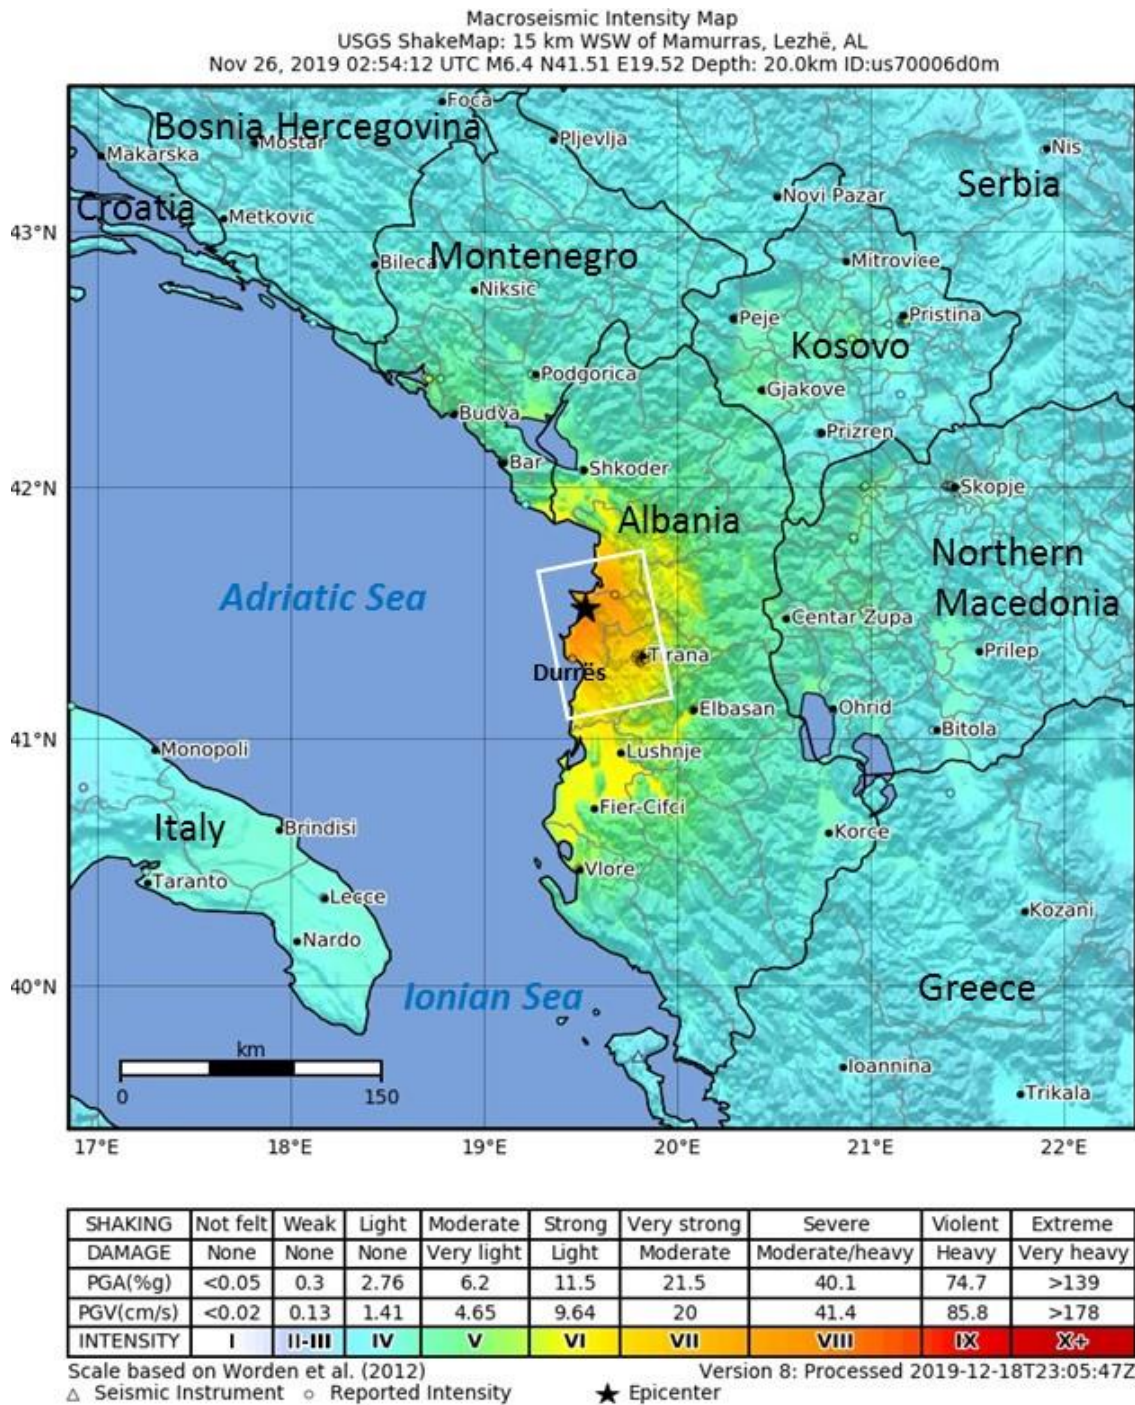 Macroseismic Intensity Map
USGS ShakeMap: 15 km WSW of Mamurras, Lezhë, AL
Nov 26, 2019 02:54:12 UTC M6.4 N41.51 E19.52 Depth: 20.0km ID:us70006d0m
Foca
Bosnia Hercegovina
Mostar
Pljevlja
Makarska
Nis
Serbia
Novi Pazar
Croatia
Metkovic
43°N
Montenegro
Bileca
Mitrovice
Niksic
Peje
Pristina
Kosovo
Podgorica
Gjakove
Budva
Prizren
Bar
Shkoder
42°N
Skopje
Albania
Northern
Macedonia
Adriatic Sea
Centar Zupa
Tirana
Prilep
Durrës
Elbasan
Ohrid
Bitola
41°N
Monopoli
Lushnje
Fier-Cifci
Italy
Brindisi
Korce
Vlore
Taranto
Lecce
Kozani
Nardo
40°N
Ionian Sea
Greece
km
0 150
Ioannina
Trikala
17°E 18°E 19°E 20°E 21°E 22°E
SHAKING Not felt Weak Light Moderate Strong Very strong Severe Violent Extreme
DAMAGE None None None Very light Light Moderate Moderate/heavy Heavy Very heavy
PGA(%g) <0.05 0.3 2.76 6.2 11.5 21.5 40.1 74.7 >139
PGV(cm/s) <0.02 0.13 1.41 4.65 9.64 20 41.4 85.8 >178
INTENSITY I II-III IV V VI VII VIII IX X+
Scale based on Worden et al. (2012) Version 8: Processed 2019-12-18T23:05:47Z
△ Seismic Instrument ○ Reported Intensity ★ Epicenter